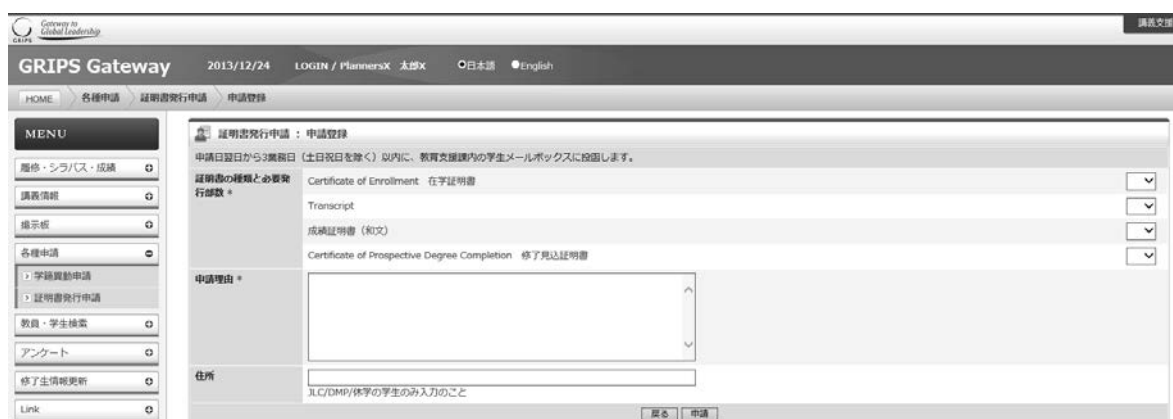 Gateway to
Global Leadership
GRIPS
講義支援
GRIPS Gateway 2013/12/24 LOGIN / PlannersX 太郎X 日本語 English
HOME 各種申請 証明書発行申請 申請登録
MENU
履修・シラバス・成績
講義情報
掲示板
各種申請
学籍異動申請
証明書発行申請
教員・学生検索
アンケート
修了生情報更新
Link
証明書発行申請 : 申請登録
申請日翌日から3業務日（土日祝日を除く）以内に、教育支援課内の学生メールボックスに投函します。
証明書の種類と必要発
行部数 *
Certificate of Enrollment 在学証明書
Transcript
成績証明書（和文）
Certificate of Prospective Degree Completion 修了見込証明書
申請理由 *
住所
JLC/DMP/休学の学生のみ入力のこと
戻る 申請